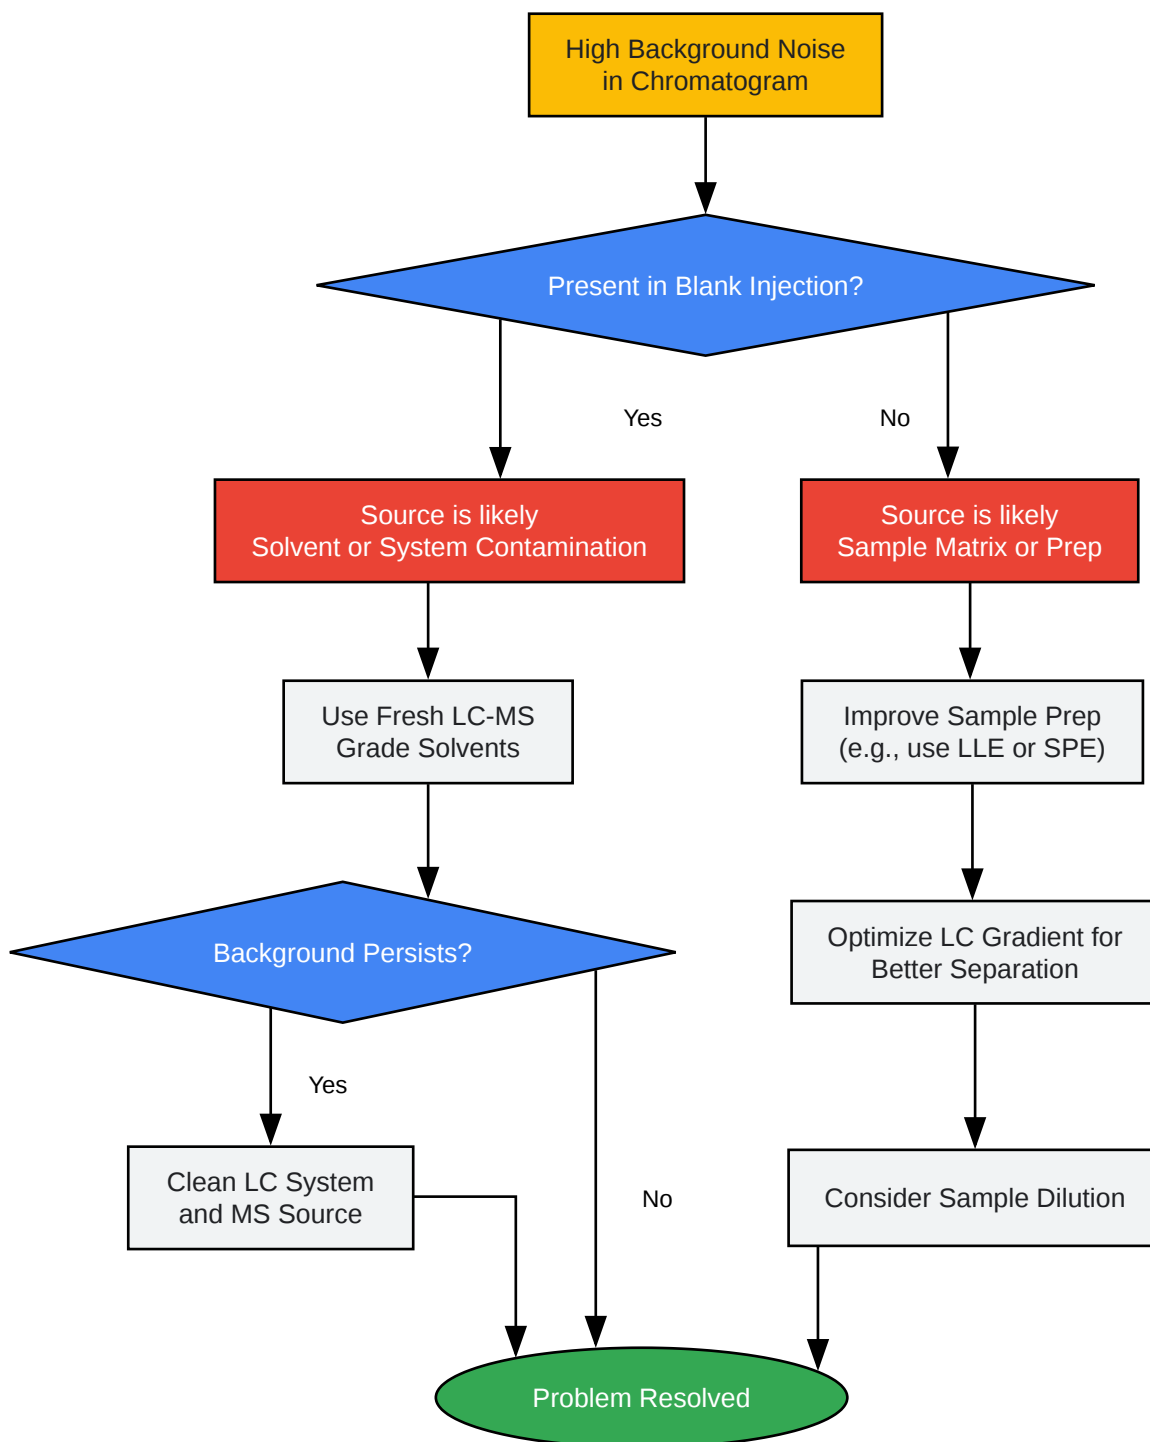 High Background Noise
in Chromatogram
Present in Blank Injection?
Yes
No
Source is likely
Solvent or System Contamination
Source is likely
Sample Matrix or Prep
Use Fresh LC-MS
Grade Solvents
Improve Sample Prep
(e.g., use LLE or SPE)
Background Persists?
Optimize LC Gradient for
Better Separation
Yes
Clean LC System
and MS Source
No
Consider Sample Dilution
Problem Resolved